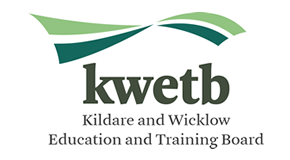 kwetb
Kildare and Wicklow
Education and Training Board